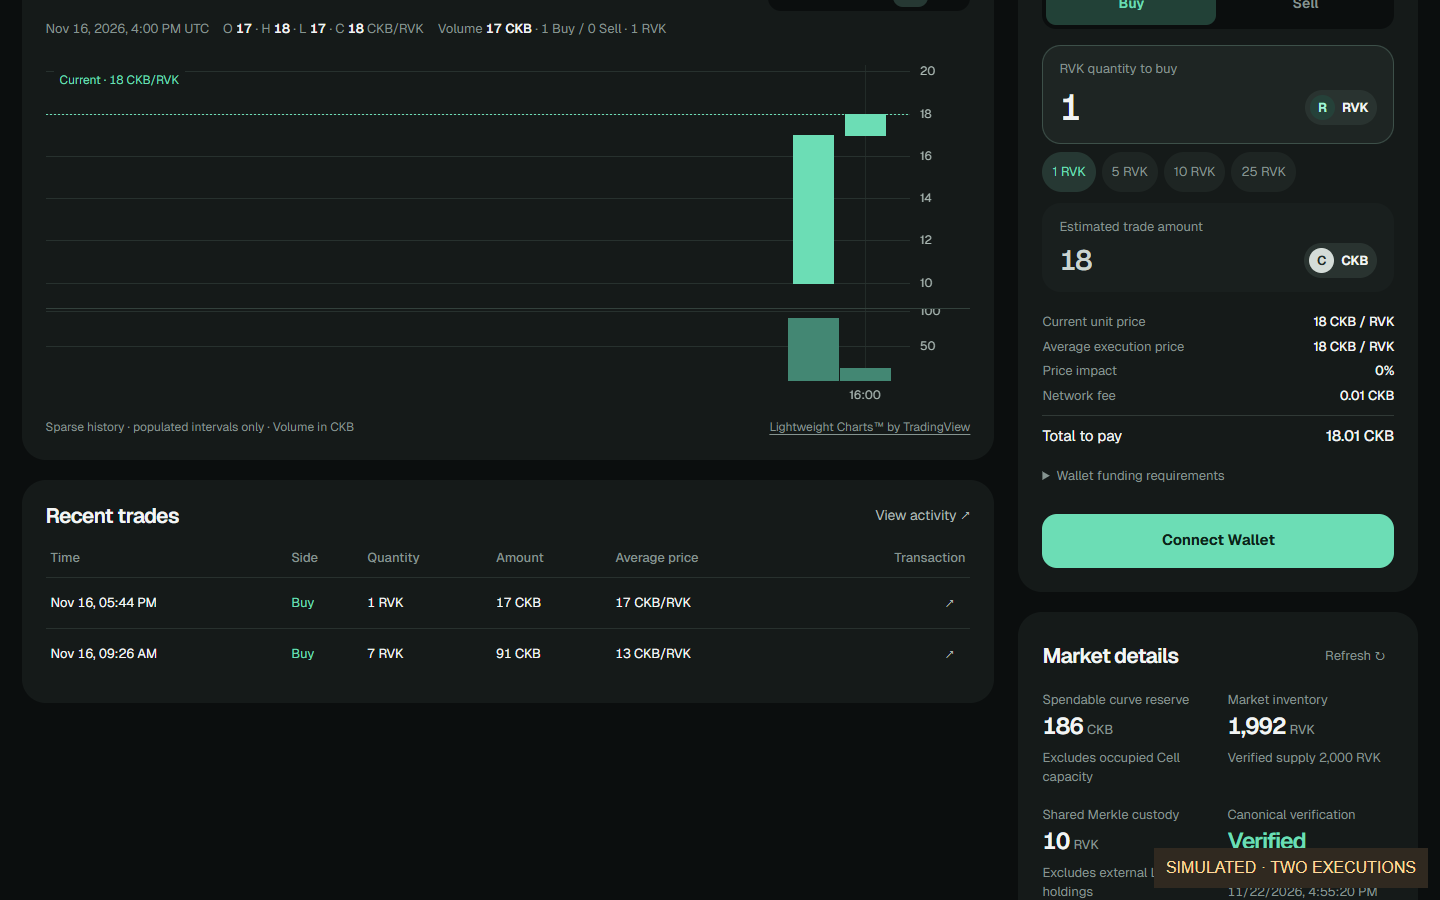 Nov 16, 2026, 4:00 PM UTC O 17 · H 18 · L 17 · C 18 CKB/RVK Volume 17 CKB · 1 Buy / 0 Sell · 1 RVK
Current · 18 CKB/RVK
20
18
16
14
12
10
100
50
16:00
Sparse history · populated intervals only · Volume in CKB
Lightweight Charts™ by TradingView
Recent trades
View activity ↗
Time Side Quantity Amount Average price Transaction
Nov 16, 05:44 PM Buy 1 RVK 17 CKB 17 CKB/RVK ↗
Nov 16, 09:26 AM Buy 7 RVK 91 CKB 13 CKB/RVK ↗
Buy Sell
RVK quantity to buy
1 R RVK
1 RVK 5 RVK 10 RVK 25 RVK
Estimated trade amount
18 C CKB
Current unit price 18 CKB / RVK
Average execution price 18 CKB / RVK
Price impact 0%
Network fee 0.01 CKB
Total to pay 18.01 CKB
▶ Wallet funding requirements
Connect Wallet
Market details Refresh ↻
Spendable curve reserve Market inventory
186 CKB 1,992 RVK
Excludes occupied Cell Verified supply 2,000 RVK
capacity
Shared Merkle custody Canonical verification
10 RVK Verified
Excludes external
holdings 11/22/2026, 4:55:20 PM
SIMULATED · TWO EXECUTIONS